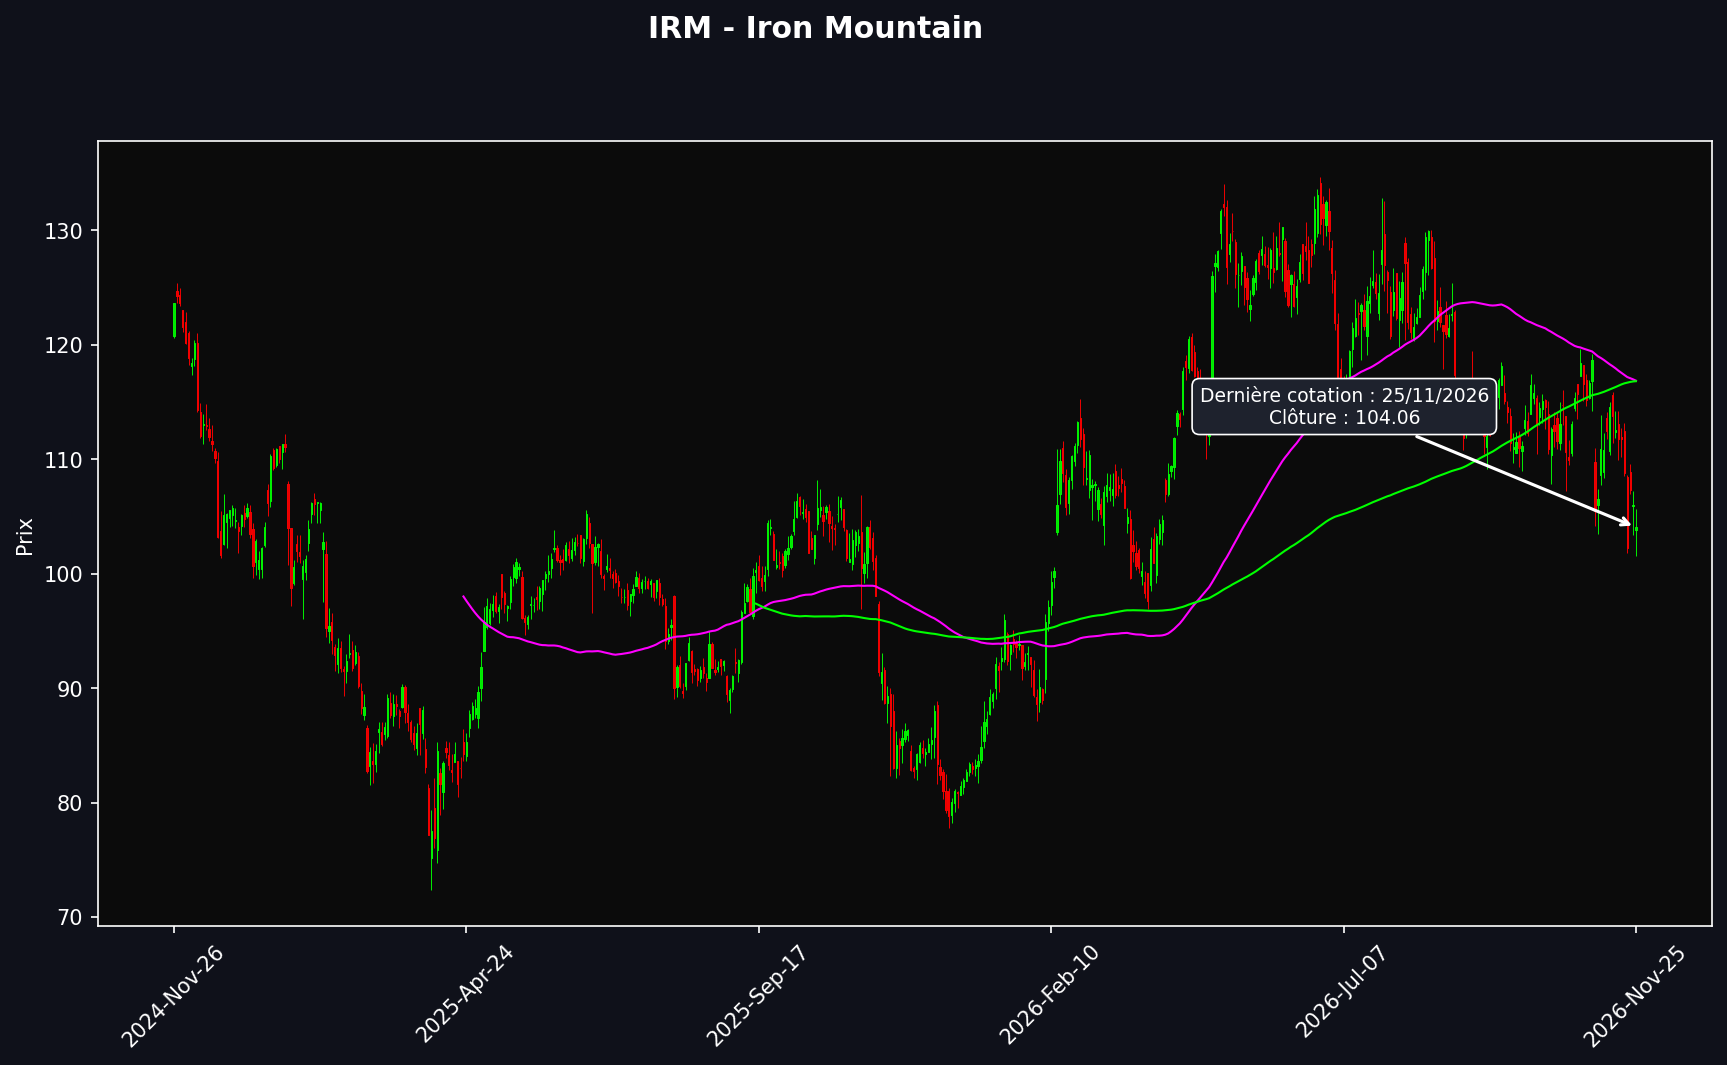 IRM - Iron Mountain
Prix
130
120
110
100
90
80
70
Dernière cotation : 25/11/2026
Clôture : 104.06
2024-Nov-26
2025-Apr-24
2025-Sep-17
2026-Feb-10
2026-Jul-07
2026-Nov-25